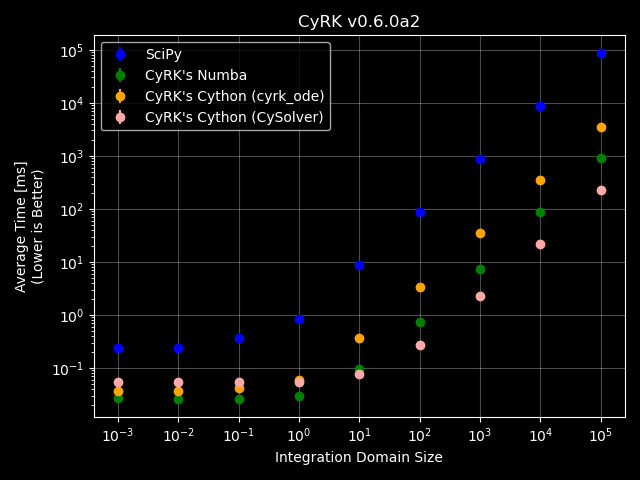 CyRK v0.6.0a2
SciPy
CyRK's Numba
CyRK's Cython (cyrk_ode)
CyRK's Cython (CySolver)
Average Time [ms]
(Lower is Better)
10⁵
10⁴
10³
10²
10¹
10⁰
10⁻¹
10⁻³ 10⁻² 10⁻¹ 10⁰ 10¹ 10² 10³ 10⁴ 10⁵
Integration Domain Size